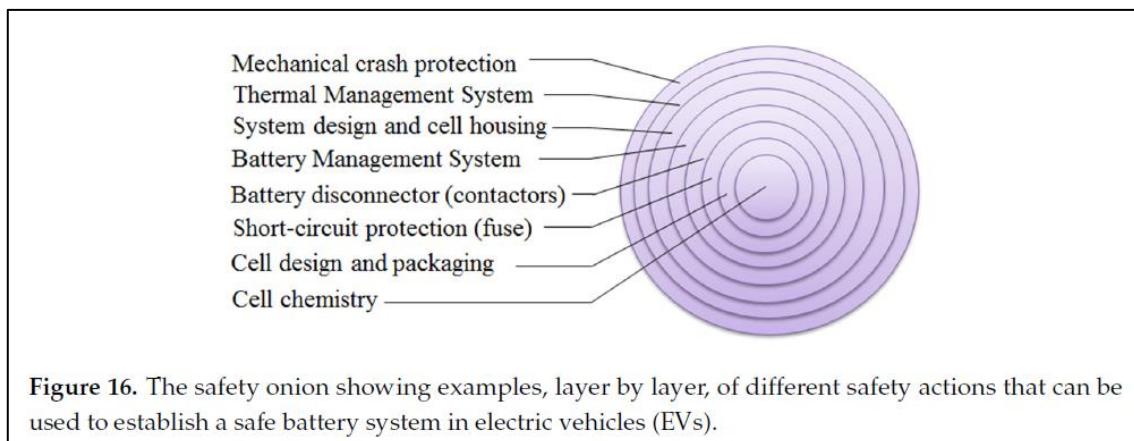 Mechanical crash protection
Thermal Management System
System design and cell housing
Battery Management System
Battery disconnector (contactors)
Short-circuit protection (fuse)
Cell design and packaging
Cell chemistry
Figure 16. The safety onion showing examples, layer by layer, of different safety actions that can be
used to establish a safe battery system in electric vehicles (EVs).